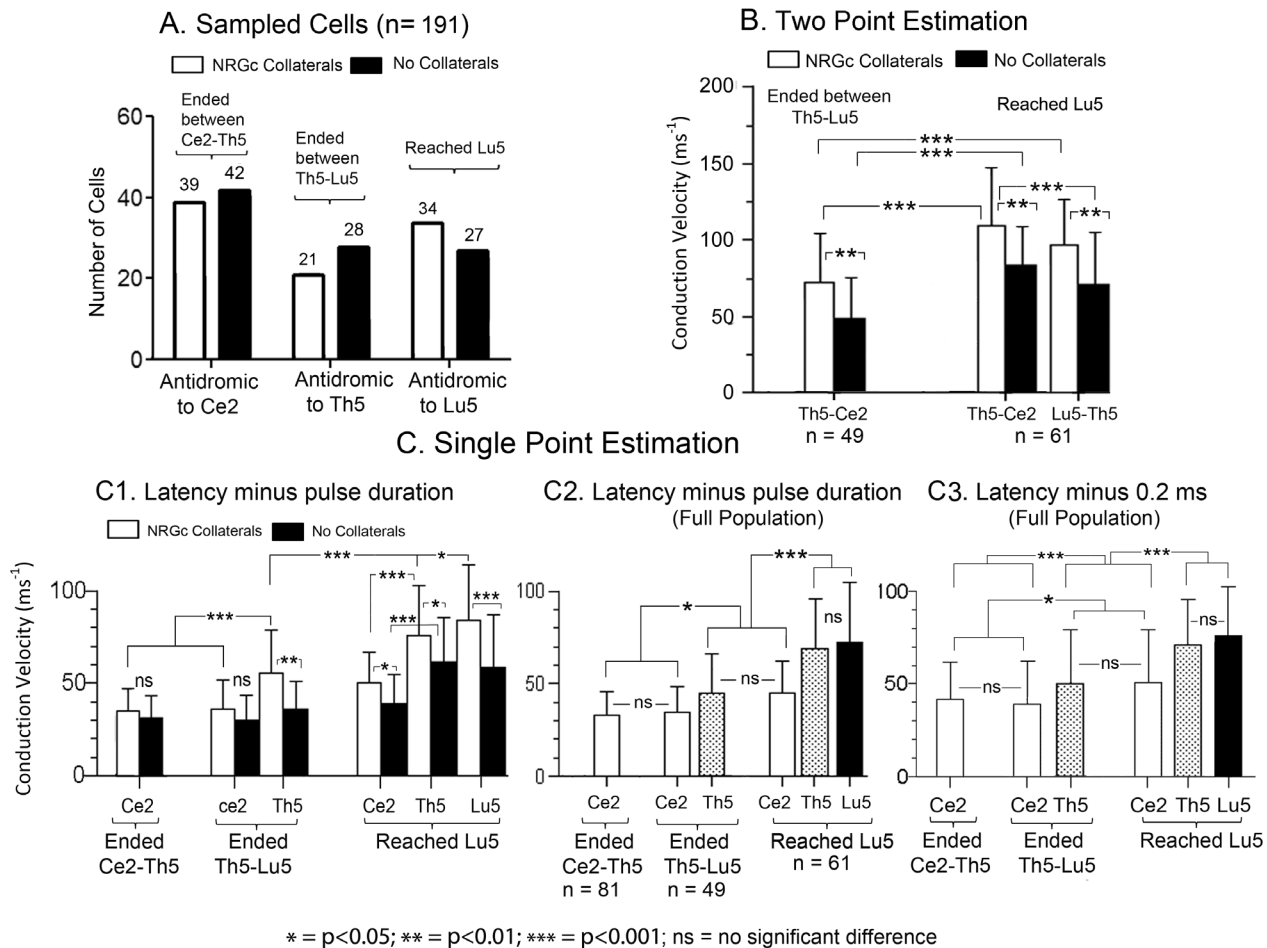 A. Sampled Cells (n= 191)
NRGc Collaterals No Collaterals
Ended
between
Ce2-Th5
Ended
between
Th5-Lu5
Reached Lu5
Number of Cells
60
40
20
0
39
42
21
28
34
27
Antidromic
to Ce2
Antidromic
to Th5
Antidromic
to Lu5
B. Two Point Estimation
NRGc Collaterals No Collaterals
Conduction Velocity (ms-1)
200
150
100
50
0
Ended between
Th5-Lu5
Reached Lu5
***
***
***
***
**
**
**
Th5-Ce2
n = 49
Th5-Ce2 Lu5-Th5
n = 61
C. Single Point Estimation
C1. Latency minus pulse duration
NRGc Collaterals No Collaterals
Conduction Velocity (ms-1)
100
50
0
*** *
***
***
***
*
***
ns
ns
**
*
Ce2
ce2 Th5
Ce2 Th5 Lu5
Ended
Ce2-Th5
Ended
Th5-Lu5
Reached Lu5
C2. Latency minus pulse duration
(Full Population)
100
50
0
***
*
ns
ns
ns
Ce2
Ce2 Th5
Ce2 Th5 Lu5
Ended
Ce2-Th5
n = 81
Ended
Th5-Lu5
n = 49
Reached Lu5
n = 61
C3. Latency minus 0.2 ms
(Full Population)
100
50
0
*** ***
*
ns
ns
ns
Ce2
Ce2 Th5
Ce2 Th5 Lu5
Ended
Ce2-Th5
Ended
Th5-Lu5
Reached Lu5
* = p<0.05; ** = p<0.01; *** = p<0.001; ns = no significant difference